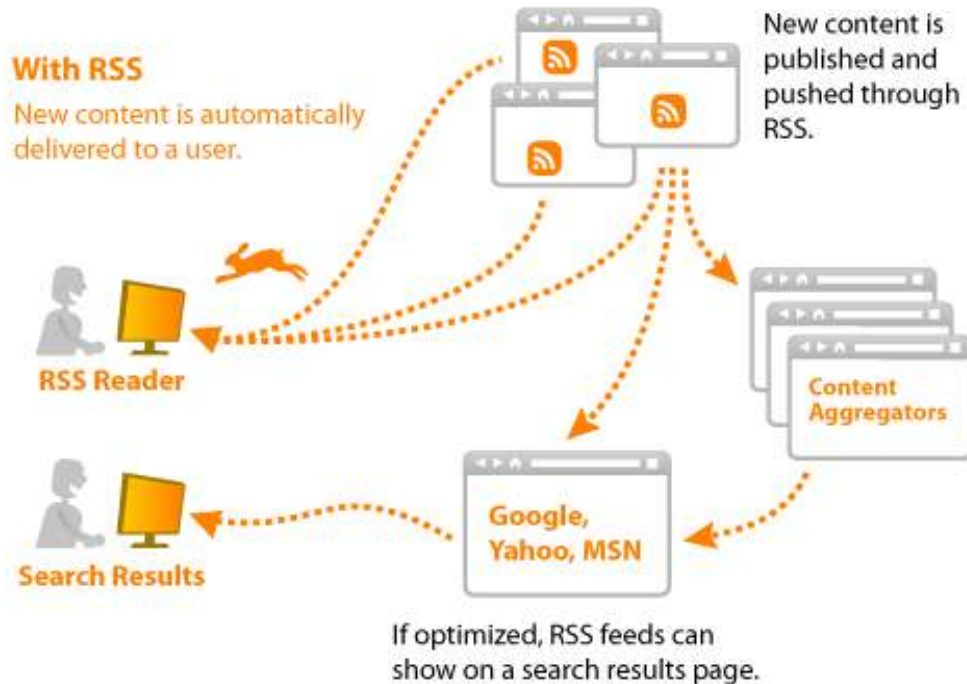 With RSS
New content is automatically
delivered to a user.
New content is
published and
pushed through
RSS.
RSS Reader
Content
Aggregators
Google,
Yahoo, MSN
Search Results
If optimized, RSS feeds can
show on a search results page.